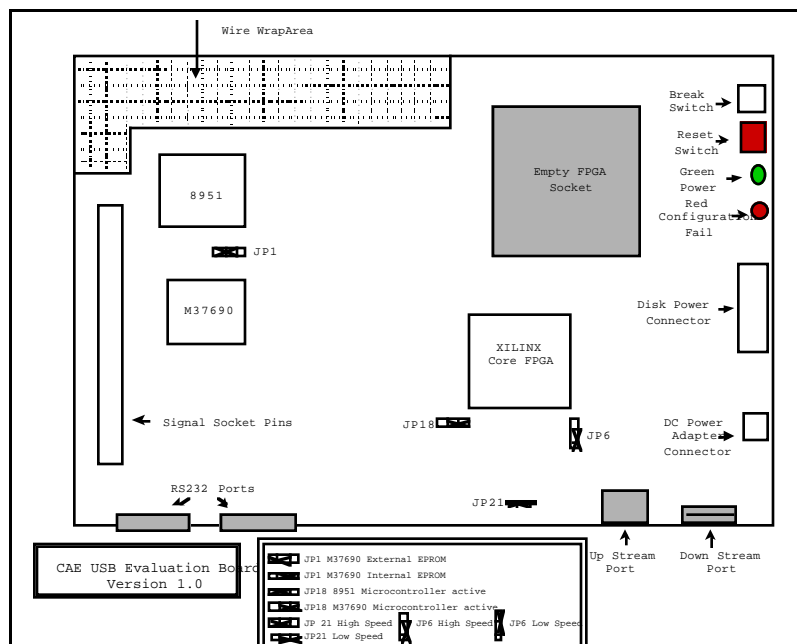 Wire WrapArea
Break
Switch
Reset
Switch
Green
Power
Red
Configuration
Fail
Empty FPGA
Socket
8951
JP1
M37690
Disk Power
Connector
XILINX
Core FPGA
Signal Socket Pins
JP18
JP6
DC Power
Adapter
Connector
RS232 Ports
JP21
Up Stream
Port
Down Stream
Port
CAE USB Evaluation Board
Version 1.0
JP1 M37690 External EPROM
JP1 M37690 Internal EPROM
JP18 8951 Microcontroller active
JP18 M37690 Microcontroller active
JP 21 High Speed JP6 High Speed JP6 Low Speed
JP21 Low Speed